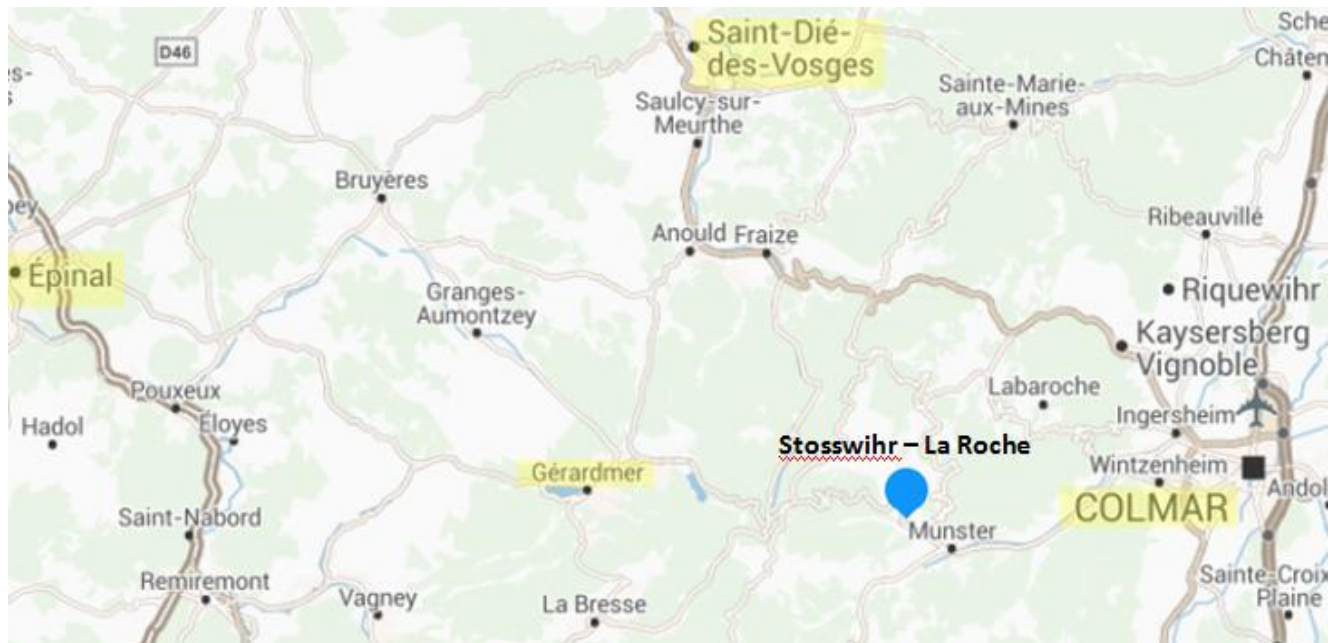 D46
Saint-Dié-
des-Vosges
Sche
Châten
Sainte-Marie-
aux-Mines
es-
Saulcy-sur-
Meurthe
Bruyères
pey
Ribeauvillé
Anould
Fraize
Épinal
Granges-
Aumontzey
Riquewihr
Kaysersberg
Vignoble
Pouxeux
Labaroche
Hadol
Éloyes
Ingersheim
Stosswihr – La Roche
Gérardmer
Wintzenheim
Andol
COLMAR
Saint-Nabord
Munster
Remiremont
Vagney
La Bresse
Sainte-Croix
Plaine